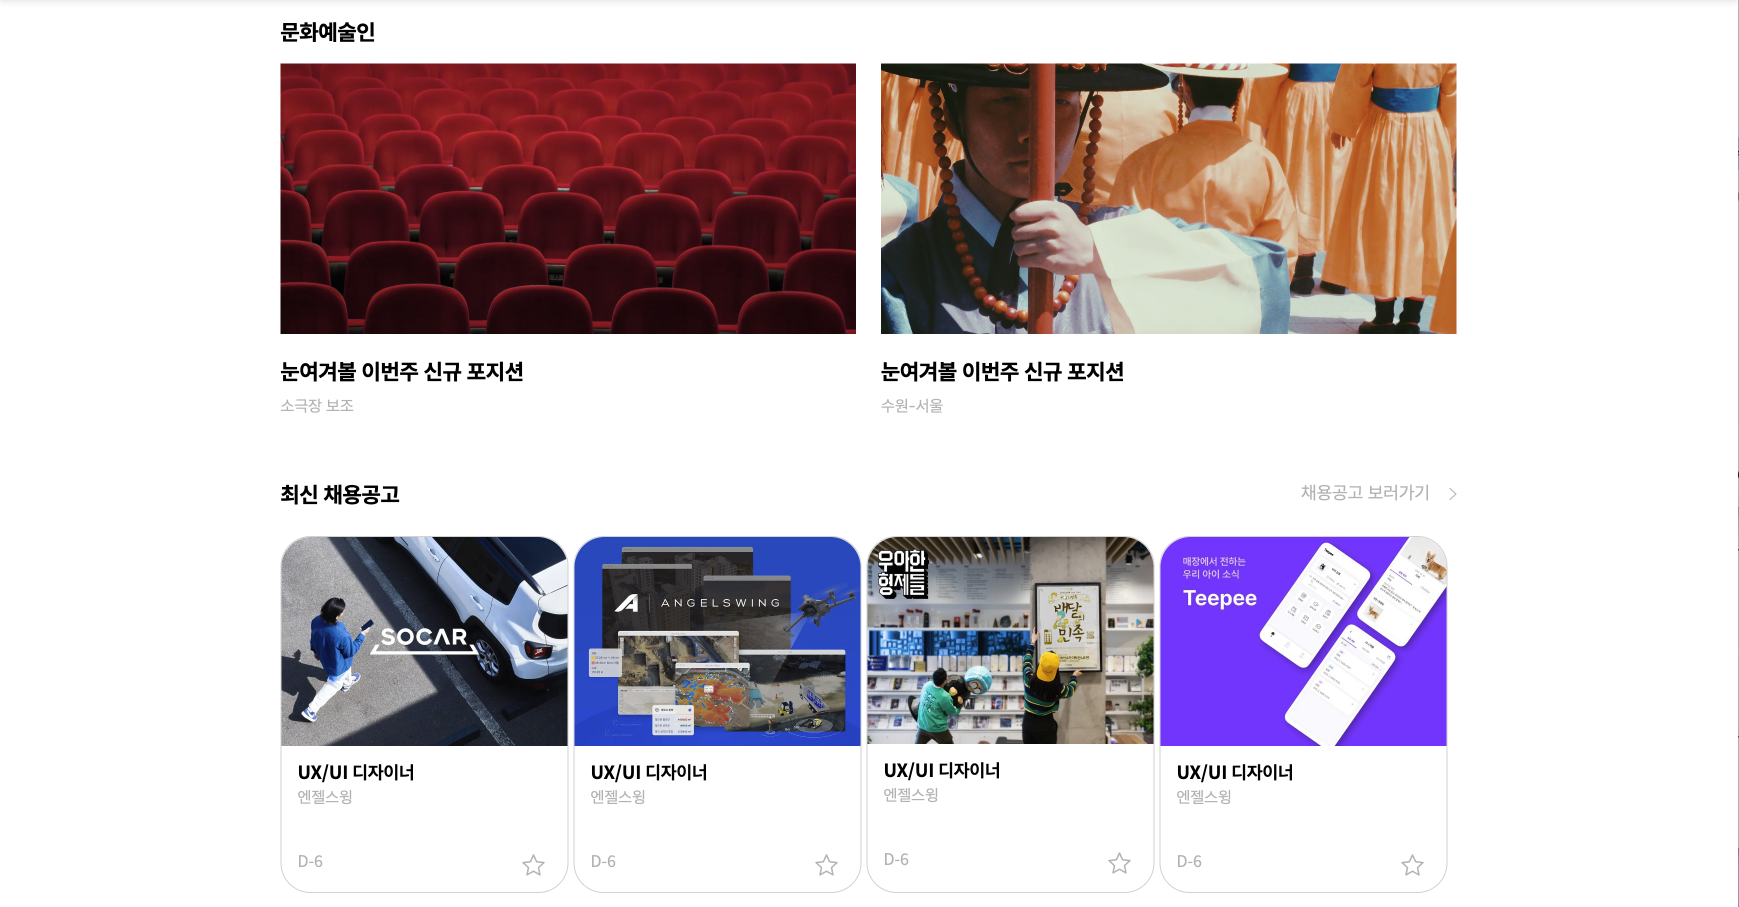 문화예술인
눈여겨볼 이번주 신규 포지션
소극장 보조
눈여겨볼 이번주 신규 포지션
수원-서울
최신 채용공고
채용공고 보러가기
SOCAR
ANGELSWING
우아한
형제들
배달의
민족
매장에서 전하는
우리 아이 소식
Teepee
UX/UI 디자이너
엔젤스윙
D-6
UX/UI 디자이너
엔젤스윙
D-6
UX/UI 디자이너
엔젤스윙
D-6
UX/UI 디자이너
엔젤스윙
D-6